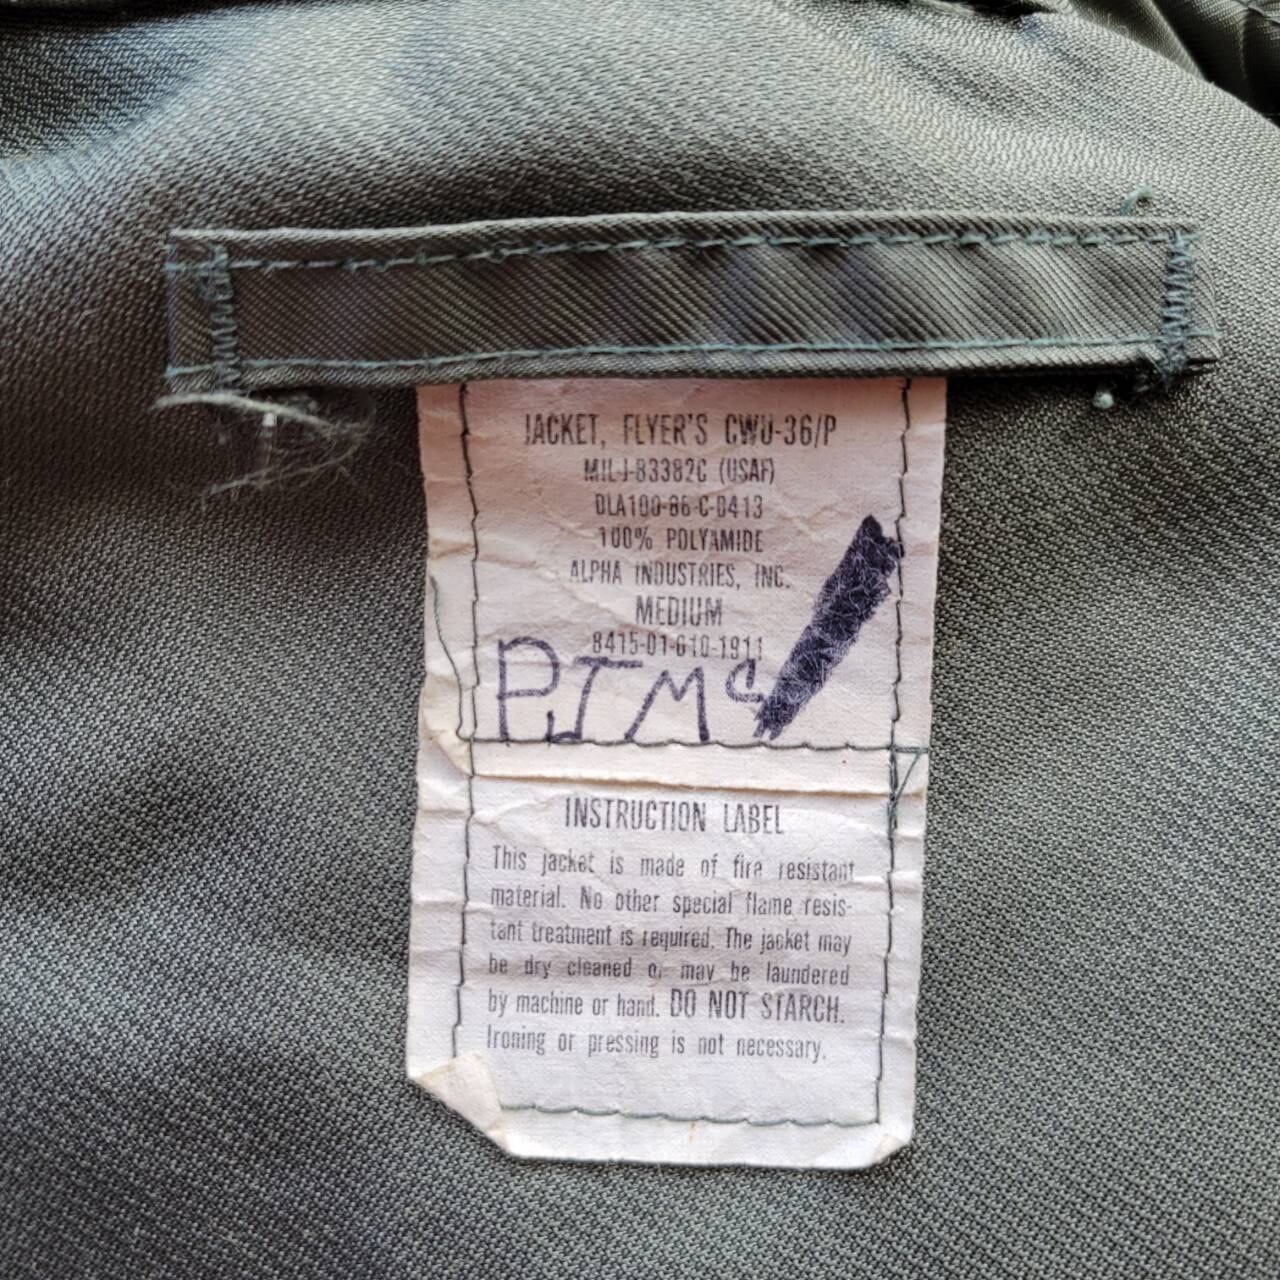 JACKET, FLYER'S CWU-36/P
MIL-J-83382C (USAF)
DLA100-86-C-0413
100% POLYAMIDE
ALPHA INDUSTRIES, INC.
MEDIUM
8415-01-010-1911
PJMc
INSTRUCTION LABEL
This jacket is made of fire resistant
material. No other special flame resis-
tant treatment is required. The jacket may
be dry cleaned or may be laundered
by machine or hand. DO NOT STARCH.
Ironing or pressing is not necessary.